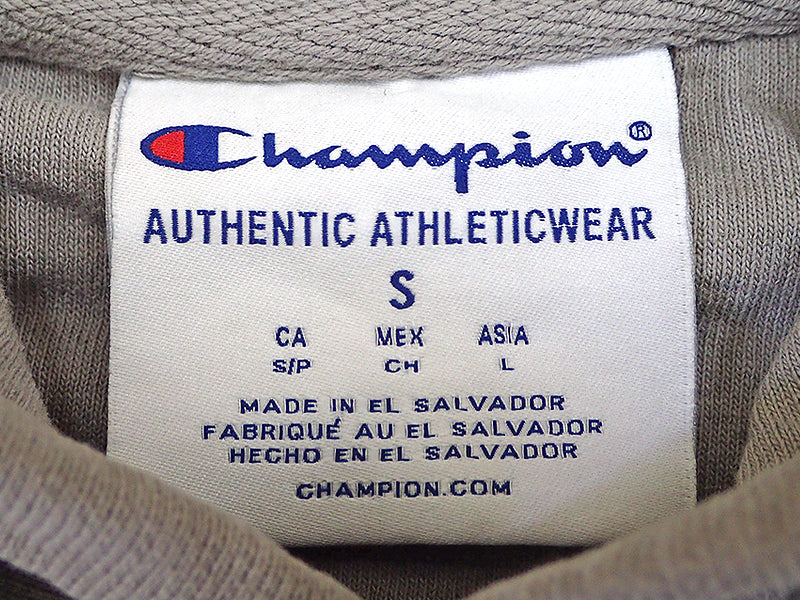 Champion®
AUTHENTIC ATHLETICWEAR
S
CA MEX ASIA
S/P CH L
MADE IN EL SALVADOR
FABRIQUÉ AU EL SALVADOR
HECHO EN EL SALVADOR
CHAMPION.COM